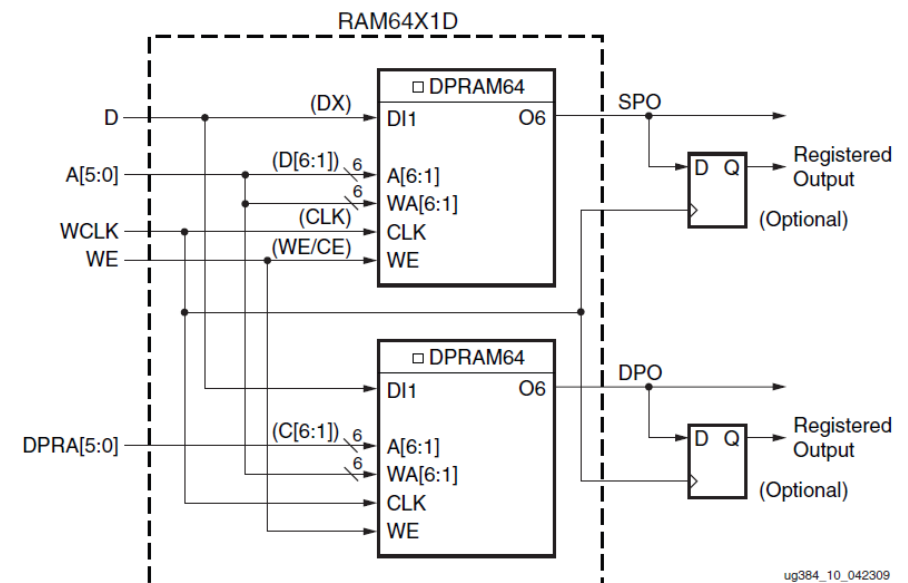 RAM64X1D
□ DPRAM64
D
(DX)
DI1
O6
SPO
A[5:0]
(D[6:1])
6
A[6:1]
6
WA[6:1]
WCLK
(CLK)
CLK
WE
(WE/CE)
WE
D Q
Registered
Output
(Optional)
□ DPRAM64
DI1
O6
DPO
DPRA[5:0]
(C[6:1])
6
A[6:1]
6
WA[6:1]
CLK
WE
D Q
Registered
Output
(Optional)
ug384_10_042309